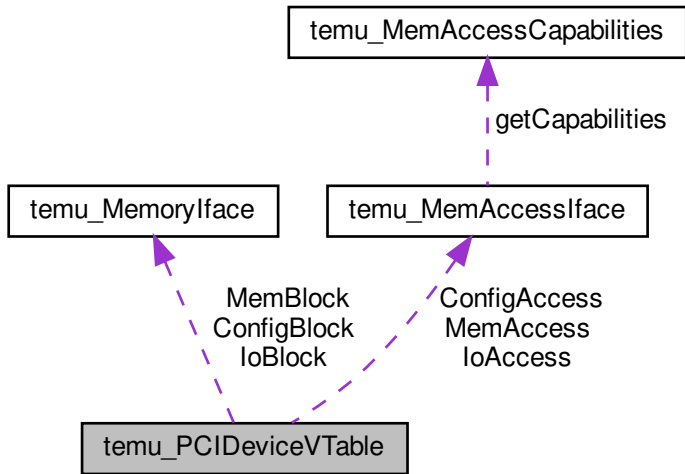 temu_MemAccessCapabilities
getCapabilities
temu_MemoryIface
temu_MemAccessIface
MemBlock
ConfigBlock
IoBlock
ConfigAccess
MemAccess
IoAccess
temu_PCIDeviceVTable